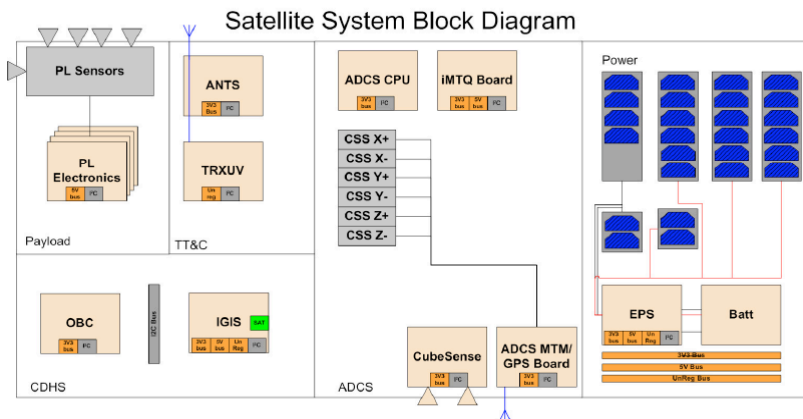 Satellite System Block Diagram
PL Sensors
PL
Electronics
5V
bus
I²C
Payload
ANTS
3V3
Bus
I²C
TRXUV
Un
reg
I²C
TT&C
ADCS CPU
3V3
bus
I²C
iMTQ Board
3V3
bus
5V
bus
I²C
CSS X+
CSS X-
CSS Y+
CSS Y-
CSS Z+
CSS Z-
Power
OBC
3V3
bus
I²C
I2C Bus
IGIS
SAT
3V3
bus
5V
bus
Un
Reg
I²C
CDHS
CubeSense
3V3
bus
I²C
ADCS MTM/
GPS Board
3V3
bus
I²C
ADCS
EPS
3V3
bus
5V
bus
Un
Reg
I²C
Batt
3V3 Bus
5V Bus
UnReg Bus